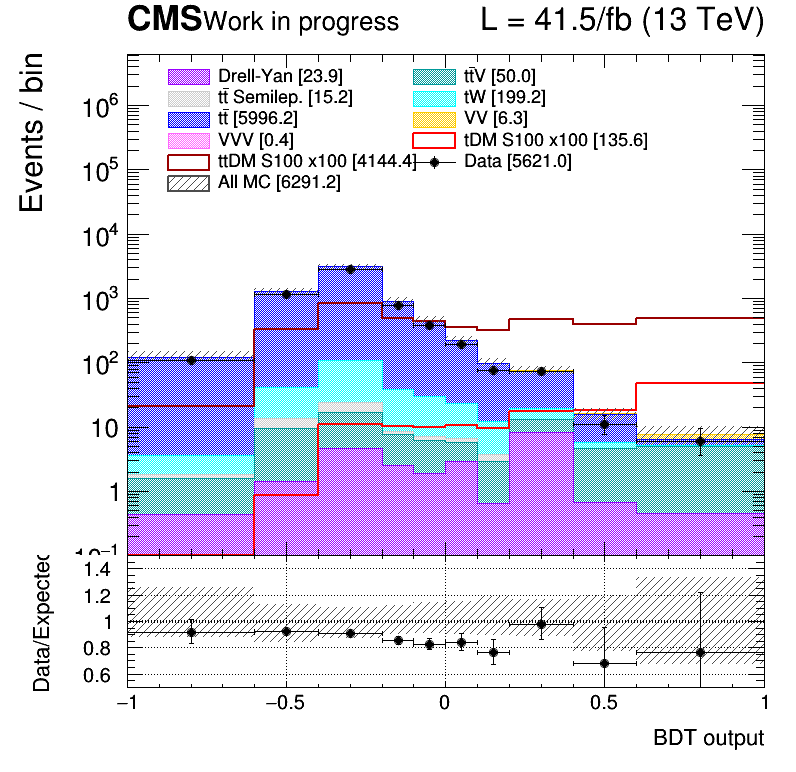 CMS Work in progress L = 41.5/fb (13 TeV)
Events / bin
Drell-Yan [23.9] tt̄V [50.0]
tt̄ Semilep. [15.2] tW [199.2]
tt̄ [5996.2] VV [6.3]
VVV [0.4] tDM S100 x100 [135.6]
ttDM S100 x100 [4144.4] Data [5621.0]
All MC [6291.2]
10⁶
10⁵
10⁴
10³
10²
10
1
10⁻¹
Data/Expected
1.4
1.2
1
0.8
0.6
−1 −0.5 0 0.5 1
BDT output